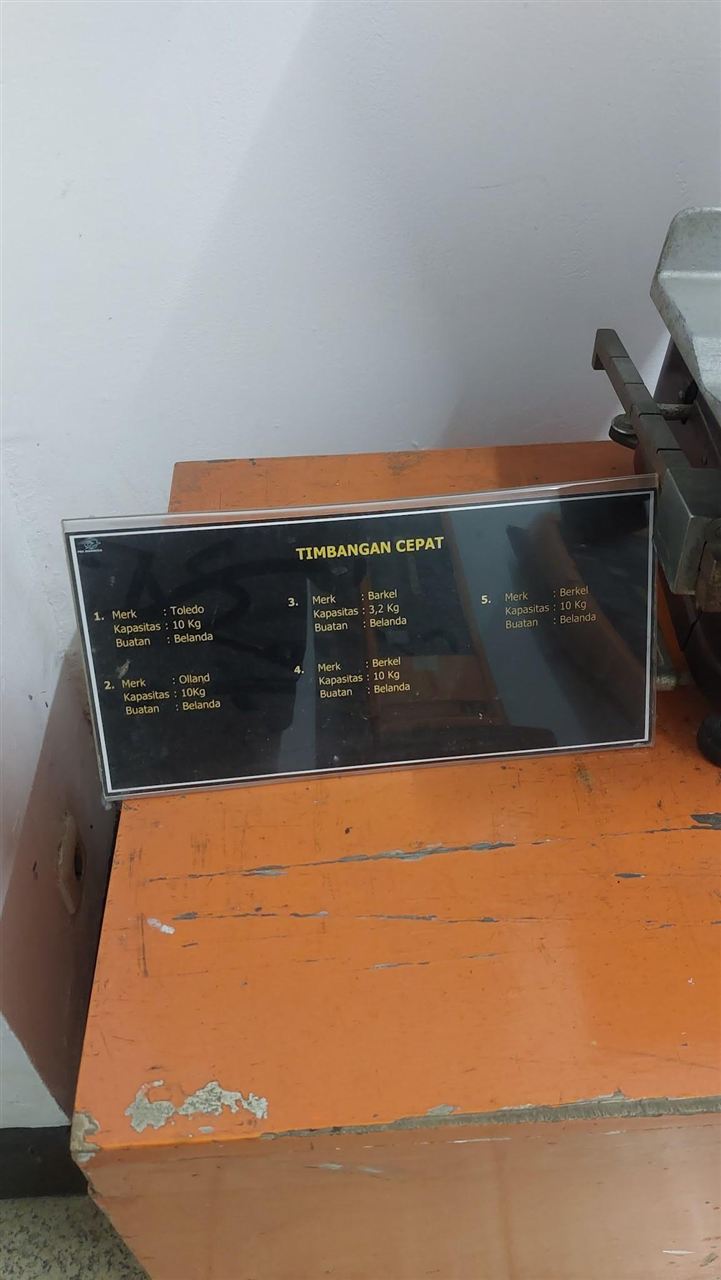 TIMBANGAN CEPAT
1. Merk : Toledo
Kapasitas : 10 Kg
Buatan : Belanda
2. Merk : Olland
Kapasitas : 10Kg
Buatan : Belanda
3. Merk : Barkel
Kapasitas : 3,2 Kg
Buatan : Belanda
4. Merk : Berkel
Kapasitas : 10 Kg
Buatan : Belanda
5. Merk : Berkel
Kapasitas : 10 Kg
Buatan : Belanda